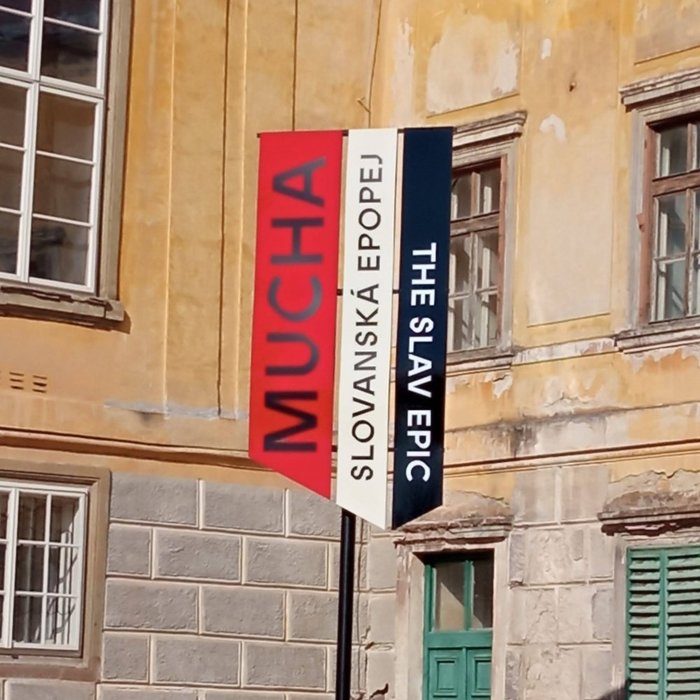 MUCHA
SLOVANSKÁ EPOPEJ
THE SLAV EPIC